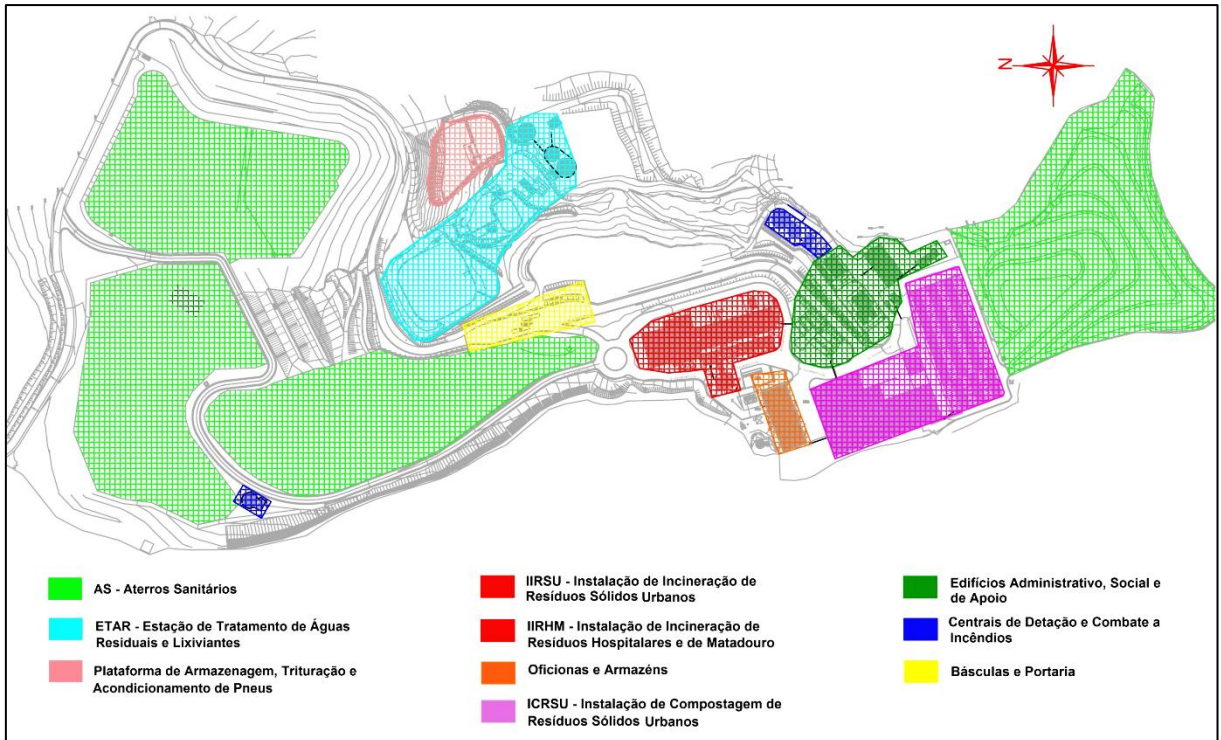 N
AS - Aterros Sanitários
ETAR - Estação de Tratamento de Águas
Residuais e Lixiviantes
Plataforma de Armazenagem, Trituração e
Acondicionamento de Pneus
IIRSU - Instalação de Incineração de
Resíduos Sólidos Urbanos
IIRHM - Instalação de Incineração de
Resíduos Hospitalares e de Matadouro
Oficionas e Armazéns
ICRSU - Instalação de Compostagem de
Resíduos Sólidos Urbanos
Edifícios Administrativo, Social e
de Apoio
Centrais de Detação e Combate a
Incêndios
Básculas e Portaria